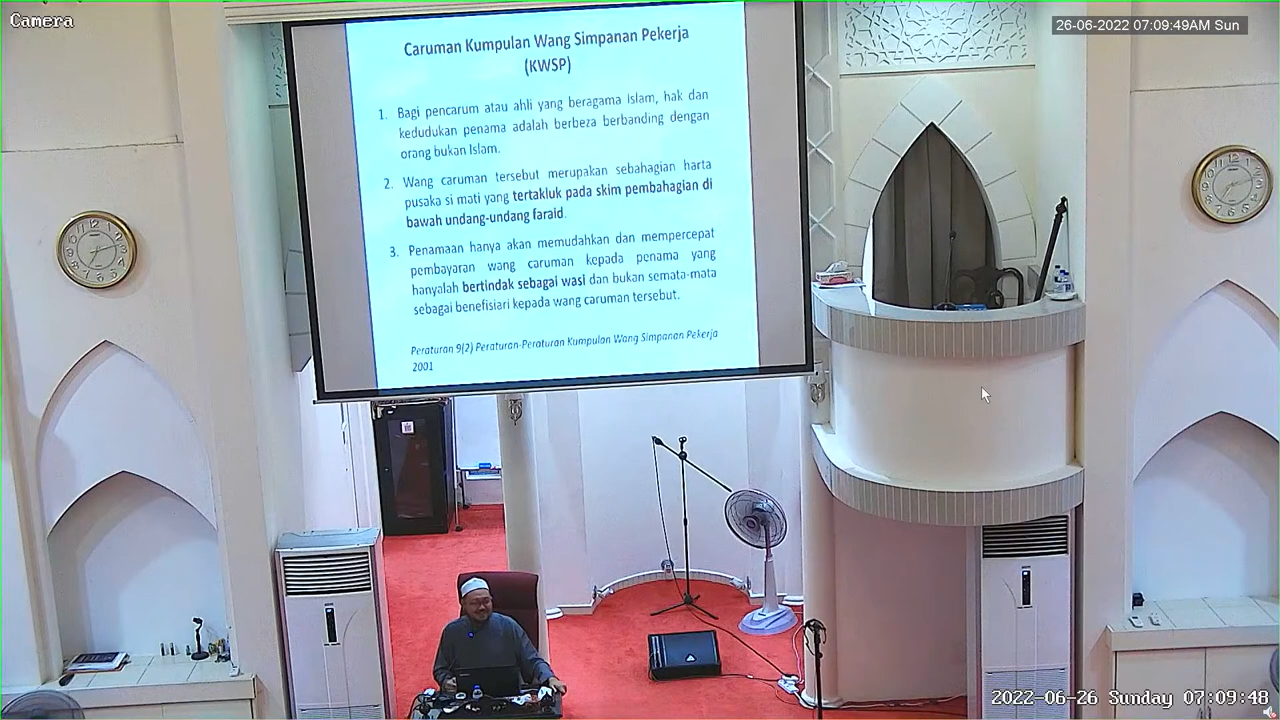 Camera
26-06-2022 07:09:49AM Sun
Caruman Kumpulan Wang Simpanan Pekerja
(KWSP)
1. Bagi pencarum atau ahli yang beragama Islam, hak dan
kedudukan penama adalah berbeza berbanding dengan
orang bukan Islam.
2. Wang caruman tersebut merupakan sebahagian harta
pusaka si mati yang tertakluk pada skim pembahagian di
bawah undang-undang faraid.
3. Penamaan hanya akan memudahkan dan mempercepat
pembayaran wang caruman kepada penama yang
hanyalah bertindak sebagai wasi dan bukan semata-mata
sebagai benefisiari kepada wang caruman tersebut.
Peraturan 9(2) Peraturan-Peraturan Kumpulan Wang Simpanan Pekerja
2001
2022-06-26 Sunday 07:09:48